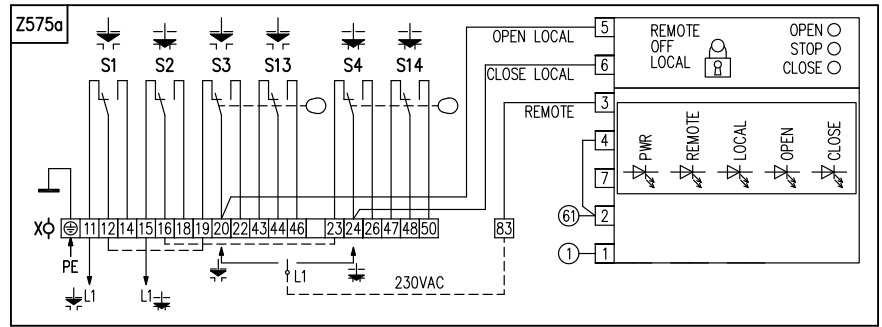 Z575a
S1 S2 S3 S13 S4 S14
OPEN LOCAL
CLOSE LOCAL
REMOTE
5
6
3
4
7
2
1
61
1
REMOTE
OFF
LOCAL
OPEN
STOP
CLOSE
PWR
REMOTE
LOCAL
OPEN
CLOSE
X
11 12 14 15 16 18 19 20 22 43 44 46 23 24 26 47 48 50
83
PE
L1
L1
L1
230VAC